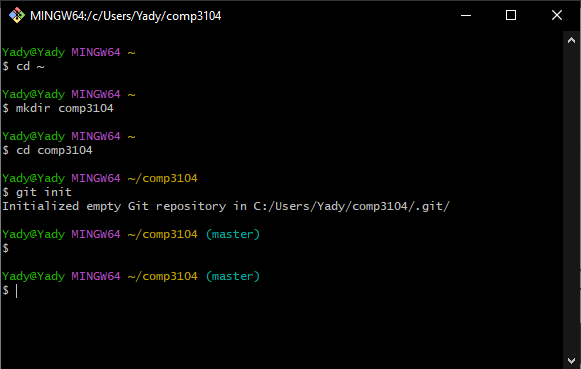 MINGW64:/c/Users/Yady/comp3104
Yady@Yady MINGW64 ~
$ cd ~
Yady@Yady MINGW64 ~
$ mkdir comp3104
Yady@Yady MINGW64 ~
$ cd comp3104
Yady@Yady MINGW64 ~/comp3104
$ git init
Initialized empty Git repository in C:/Users/Yady/comp3104/.git/
Yady@Yady MINGW64 ~/comp3104 (master)
$
Yady@Yady MINGW64 ~/comp3104 (master)
$